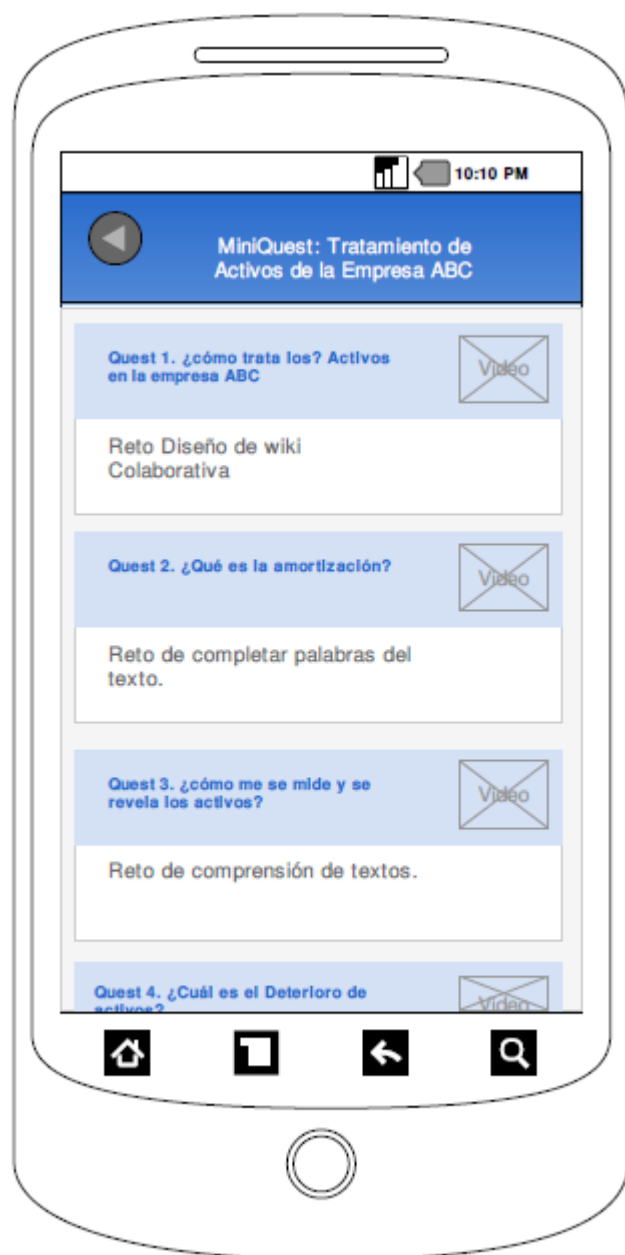 10:10 PM
MiniQuest: Tratamiento de
Activos de la Empresa ABC
Quest 1. ¿cómo trata los? Activos
en la empresa ABC
Video
Reto Diseño de wiki
Colaborativa
Quest 2. ¿Qué es la amortización?
Video
Reto de completar palabras del
texto.
Quest 3. ¿cómo me se mide y se
revela los activos?
Video
Reto de comprensión de textos.
Quest 4. ¿Cuál es el Deterioro de
activos?
Video